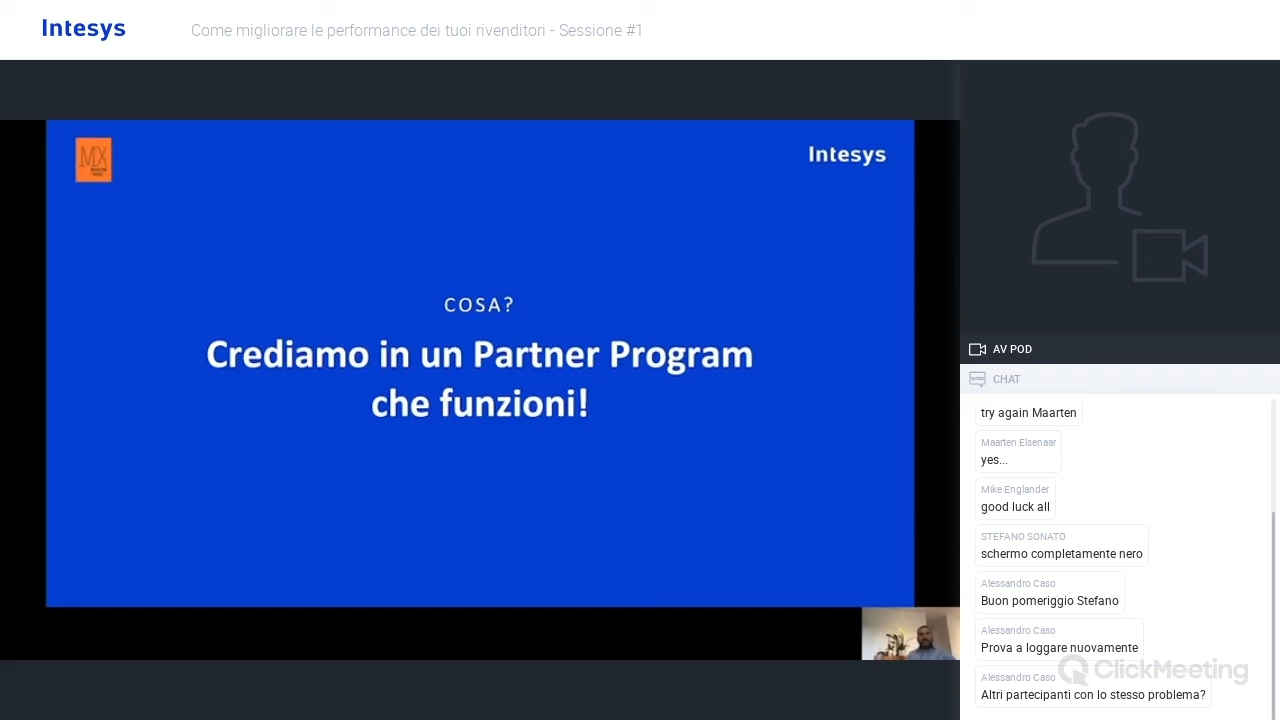 Intesys
Come migliorare le performance dei tuoi rivenditori - Sessione #1
MX
Intesys
COSA?
Crediamo in un Partner Program
che funzioni!
AV POD
CHAT
try again Maarten
Maarten Elsenaar
yes...
Mike Englander
good luck all
STEFANO SONATO
schermo completamente nero
Alessandro Caso
Buon pomeriggio Stefano
Alessandro Caso
Prova a loggare nuovamente
ClickMeeting
Alessandro Caso
Altri partecipanti con lo stesso problema?